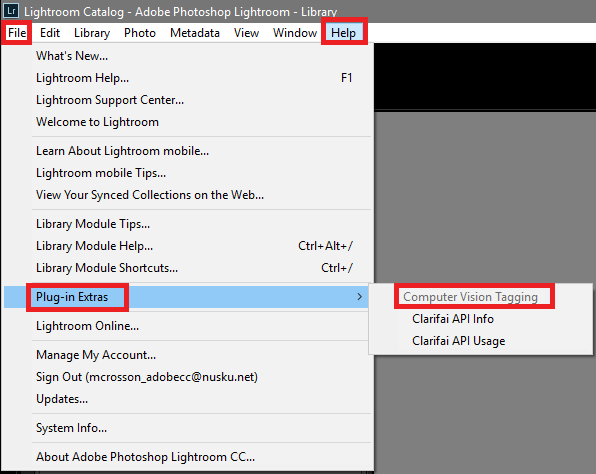 Lr Lightroom Catalog - Adobe Photoshop Lightroom - Library
File Edit Library Photo Metadata View Window Help
What's New...
Lightroom Help... F1
Lightroom Support Center...
Welcome to Lightroom
Learn About Lightroom mobile...
Lightroom mobile Tips...
View Your Synced Collections on the Web...
Library Module Tips...
Library Module Help... Ctrl+Alt+/
Library Module Shortcuts... Ctrl+/
Plug-in Extras >
Computer Vision Tagging
Clarifai API Info
Clarifai API Usage
Lightroom Online...
Manage My Account...
Sign Out (mcrosson_adobecc@nusku.net)
Updates...
System Info...
About Adobe Photoshop Lightroom CC...